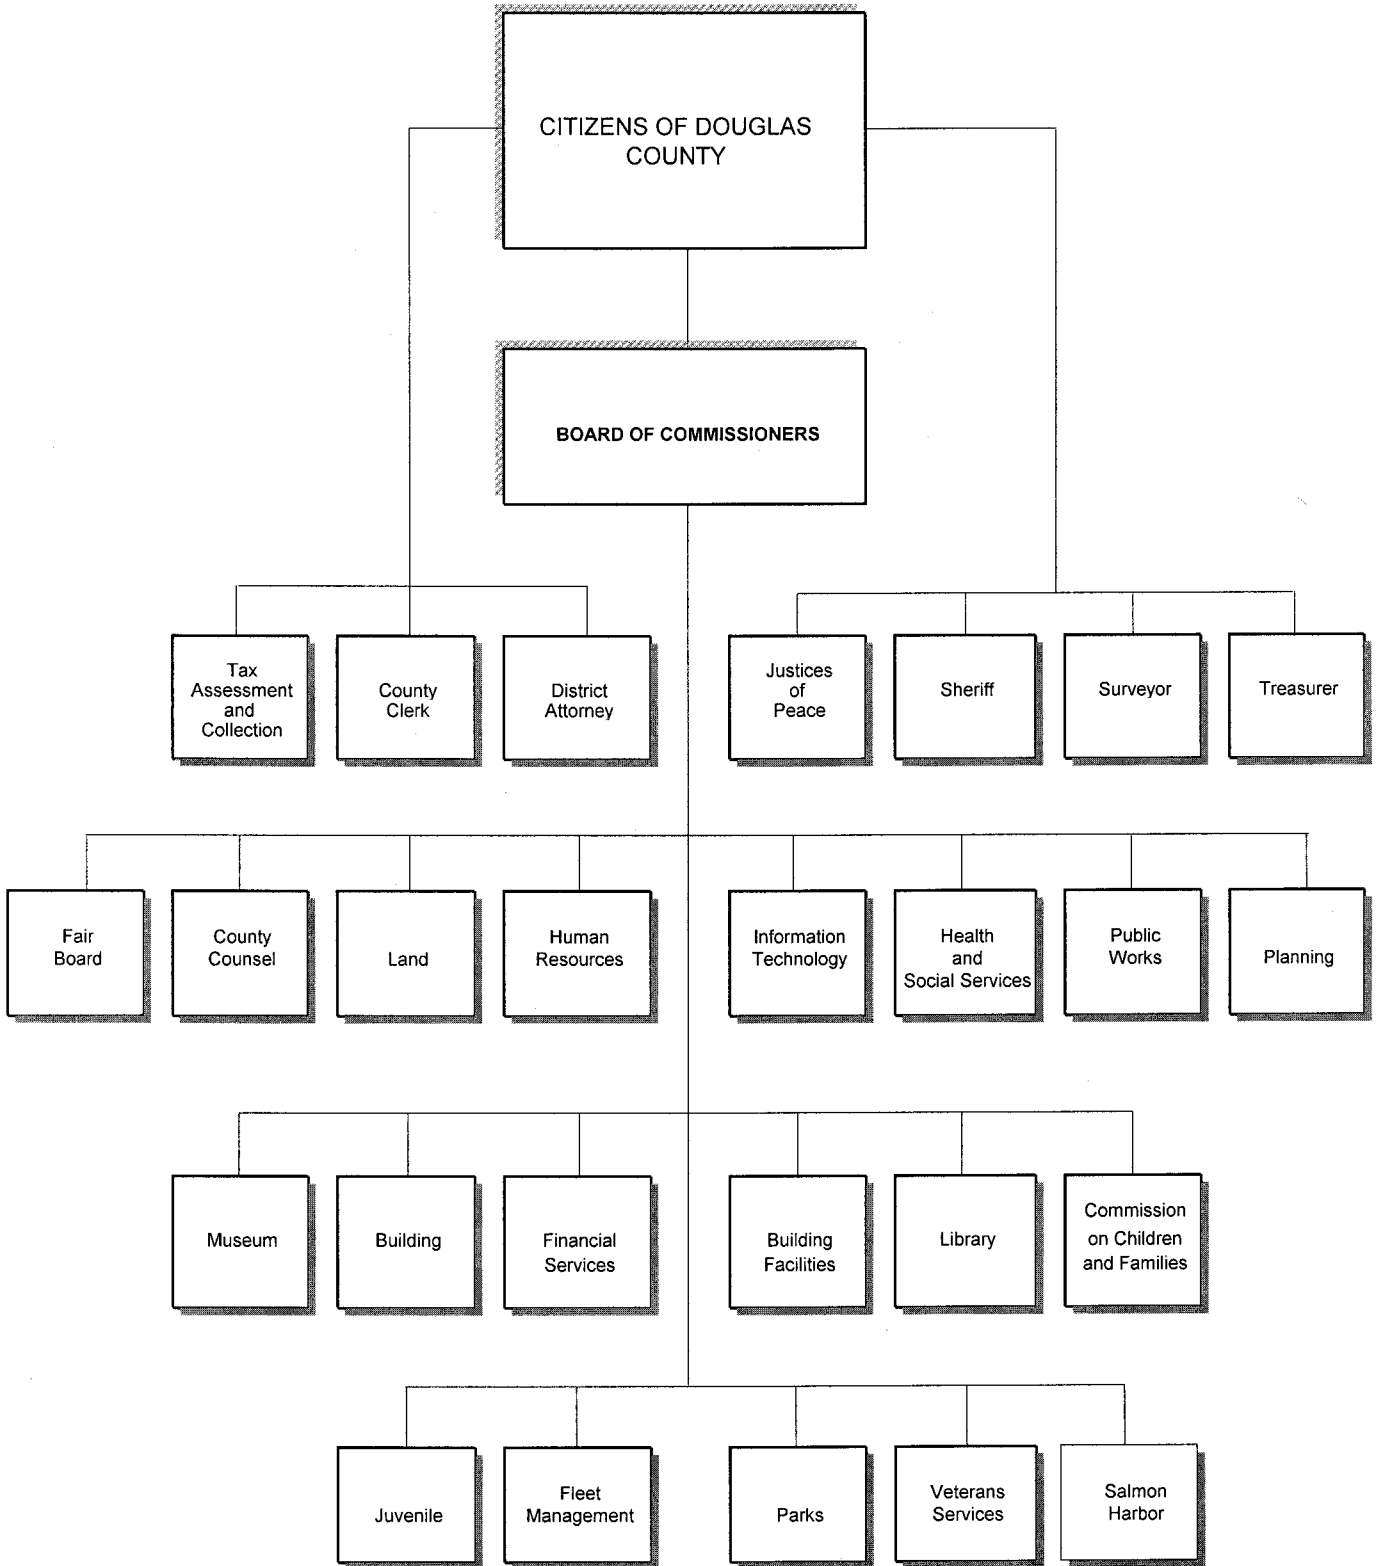 CITIZENS OF DOUGLAS
COUNTY
BOARD OF COMMISSIONERS
Tax
Assessment
and
Collection
County
Clerk
District
Attorney
Justices
of
Peace
Sheriff
Surveyor
Treasurer
Fair
Board
County
Counsel
Land
Human
Resources
Information
Technology
Health
and
Social Services
Public
Works
Planning
Museum
Building
Financial
Services
Building
Facilities
Library
Commission
on Children
and Families
Juvenile
Fleet
Management
Parks
Veterans
Services
Salmon
Harbor